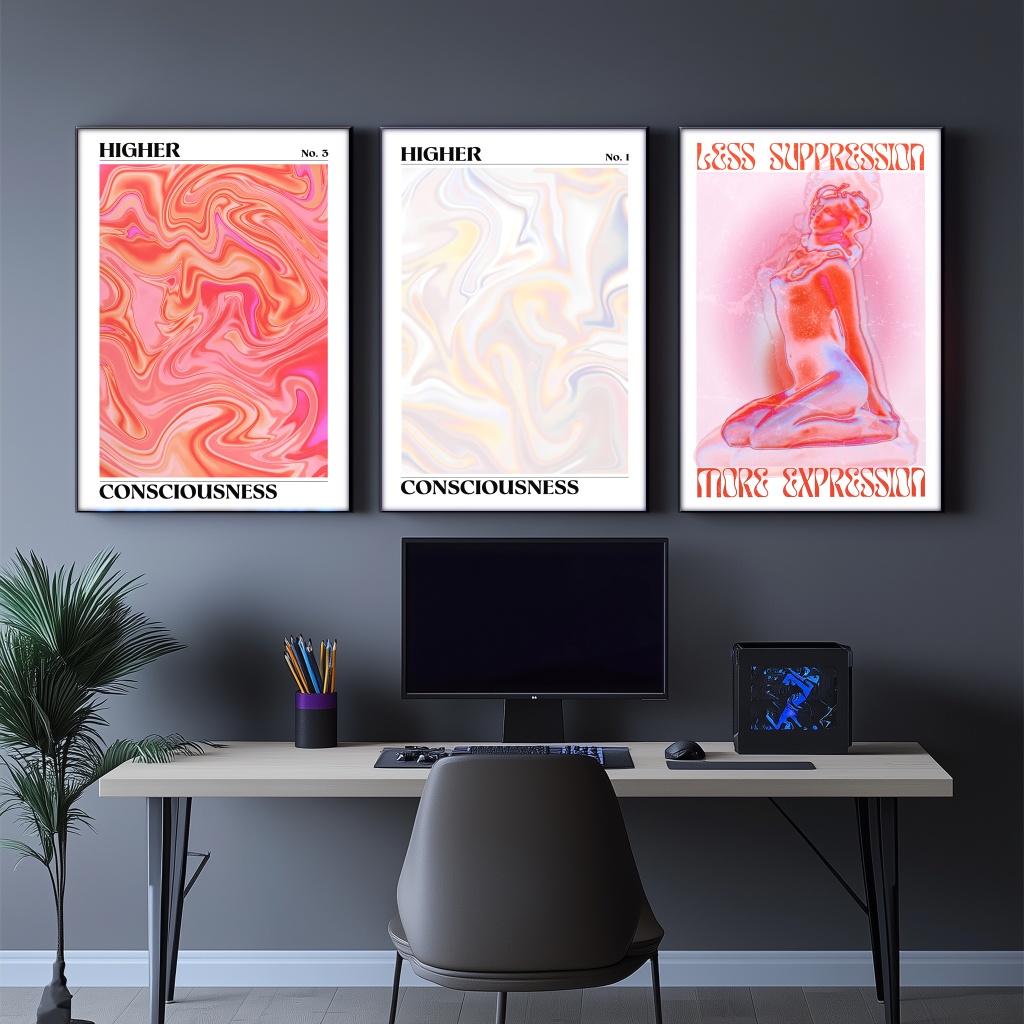 HIGHER
No. 3
CONSCIOUSNESS
HIGHER
No. 1
CONSCIOUSNESS
LESS SUPPRESSION
MORE EXPRESSION